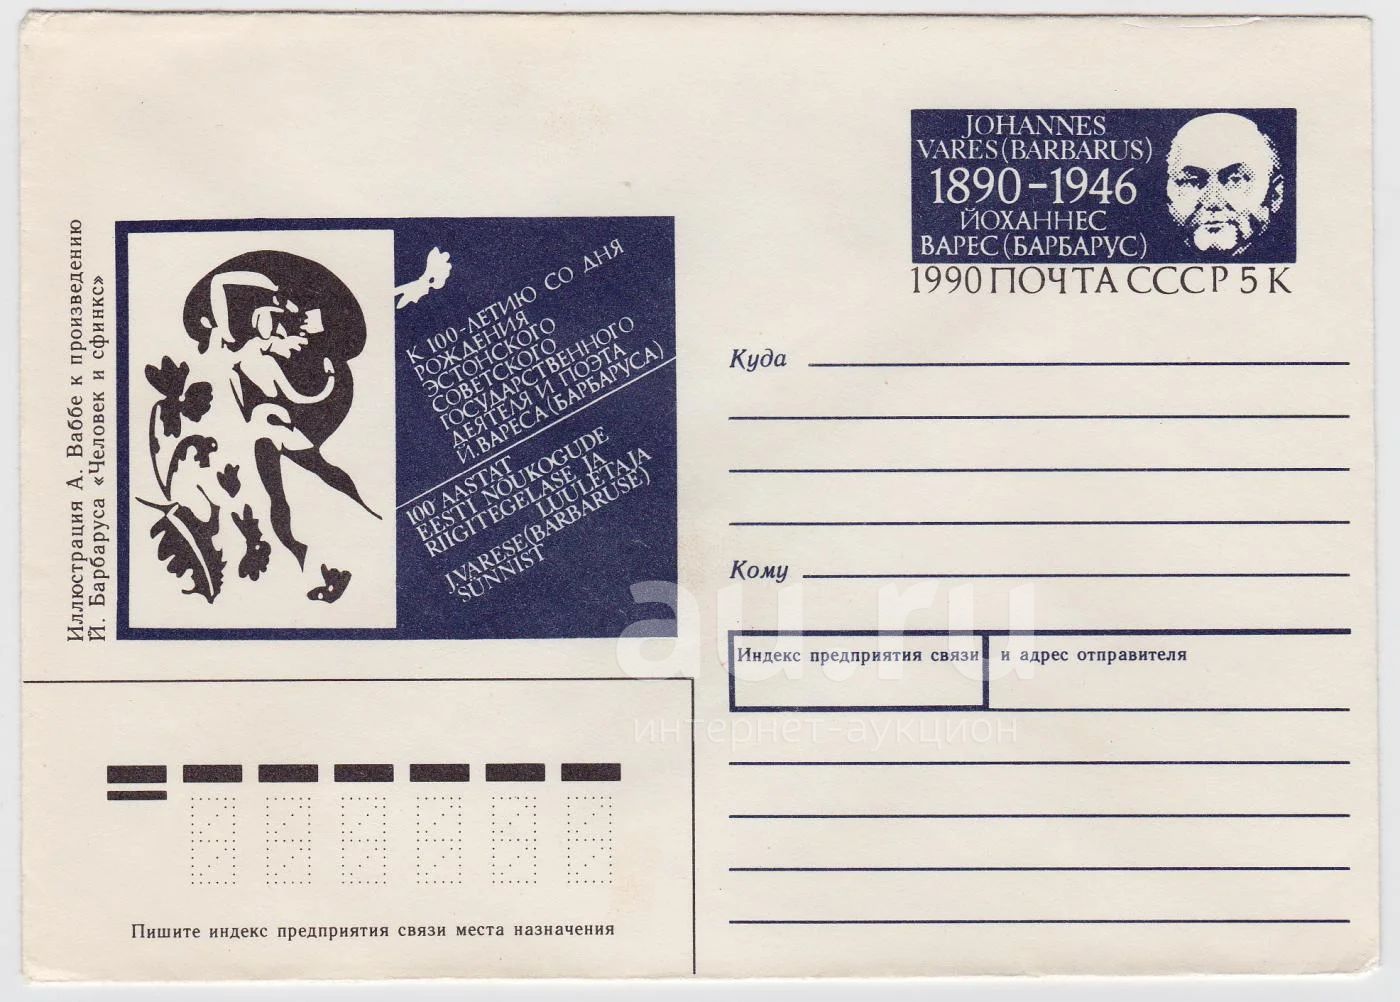 Иллюстрация А. Ваббе к произведению
Й. Барбаруса «Человек и сфинкс»
К 100-ЛЕТИЮ СО ДНЯ
РОЖДЕНИЯ
ЭСТОНСКОГО
СОВЕТСКОГО
ГОСУДАРСТВЕННОГО
ДЕЯТЕЛЯ И ПОЭТА
Й.ВАРЕСА (БАРБАРУСА)
100 AASTAT
EESTI NÕUKOGUDE
RIIGITEGELASE JA
LUULETAJA
J.VARESE (BARBARUSE)
SÜNNIST
JOHANNES
VARES (BARBARUS)
1890-1946
ЙОХАННЕС
ВАРЕС (БАРБАРУС)
1990 ПОЧТА СССР 5 К
Куда
Кому
Индекс предприятия связи и адрес отправителя
au.ru
интернет-аукцион
Пишите индекс предприятия связи места назначения